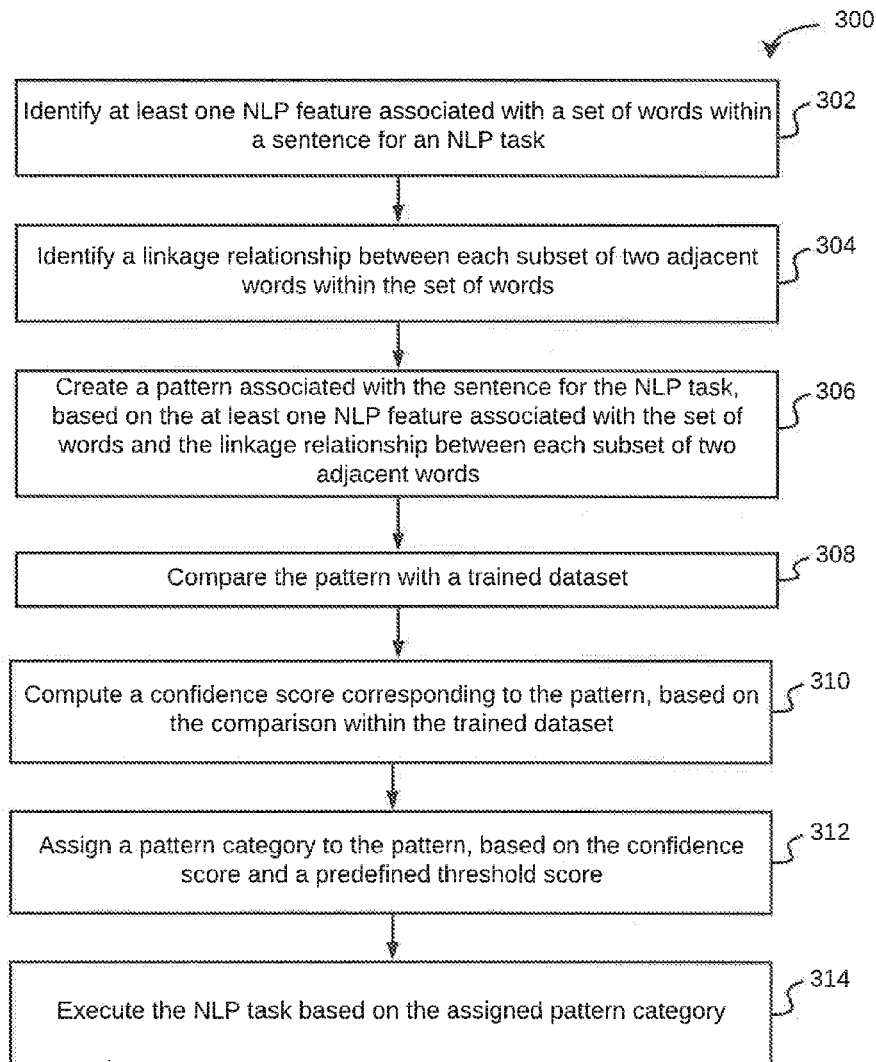 300
Identify at least one NLP feature associated with a set of words within
a sentence for an NLP task
302
Identify a linkage relationship between each subset of two adjacent
words within the set of words
304
Create a pattern associated with the sentence for the NLP task,
based on the at least one NLP feature associated with the set of
words and the linkage relationship between each subset of two
adjacent words
306
Compare the pattern with a trained dataset
308
Compute a confidence score corresponding to the pattern, based on
the comparison within the trained dataset
310
Assign a pattern category to the pattern, based on the confidence
score and a predefined threshold score
312
Execute the NLP task based on the assigned pattern category
314